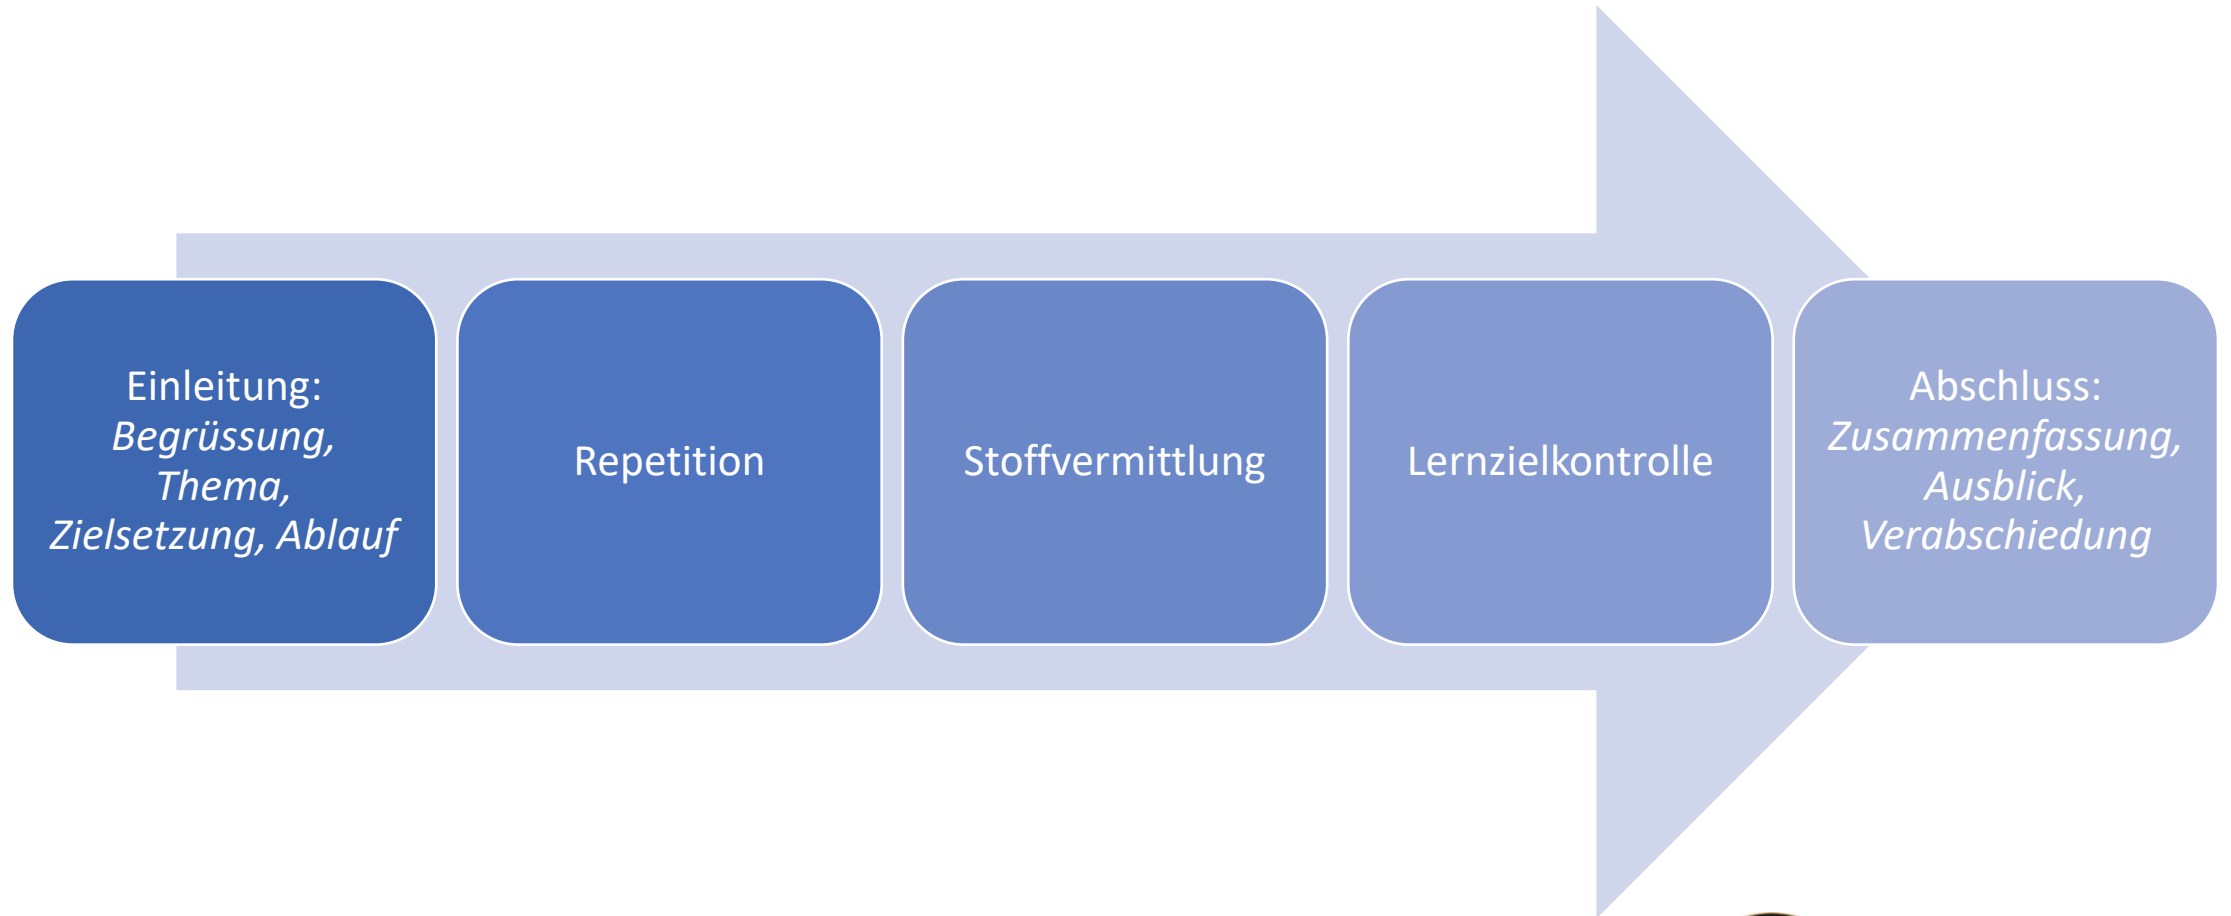 Einleitung:
Begrüssung,
Thema,
Zielsetzung, Ablauf
Repetition
Stoffvermittlung
Lernzielkontrolle
Abschluss:
Zusammenfassung,
Ausblick,
Verabschiedung